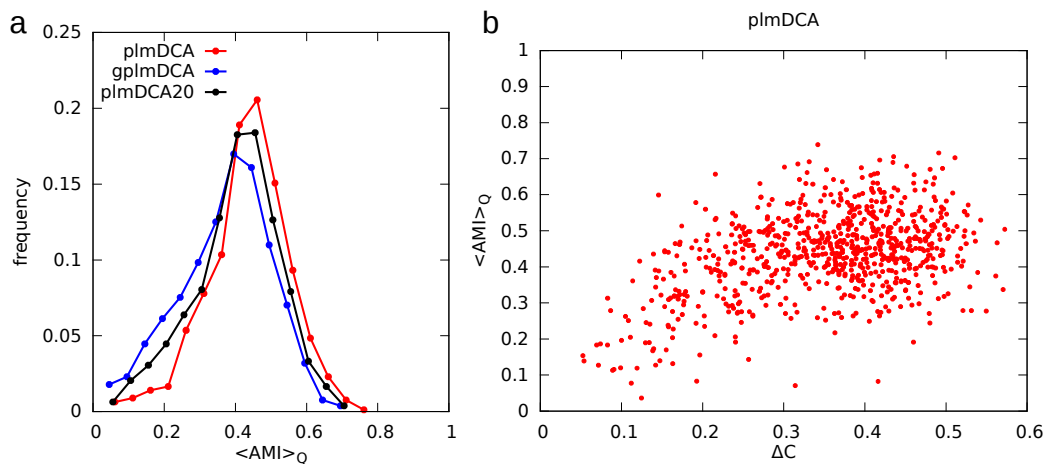 a
0.25
0.2
0.15
0.1
0.05
0
frequency
plmDCA
gplmDCA
plmDCA20
0 0.2 0.4 0.6 0.8 1
<AMI>Q
b
plmDCA
1
0.9
0.8
0.7
0.6
0.5
0.4
0.3
0.2
0.1
0
<AMI>Q
0 0.1 0.2 0.3 0.4 0.5 0.6
ΔC